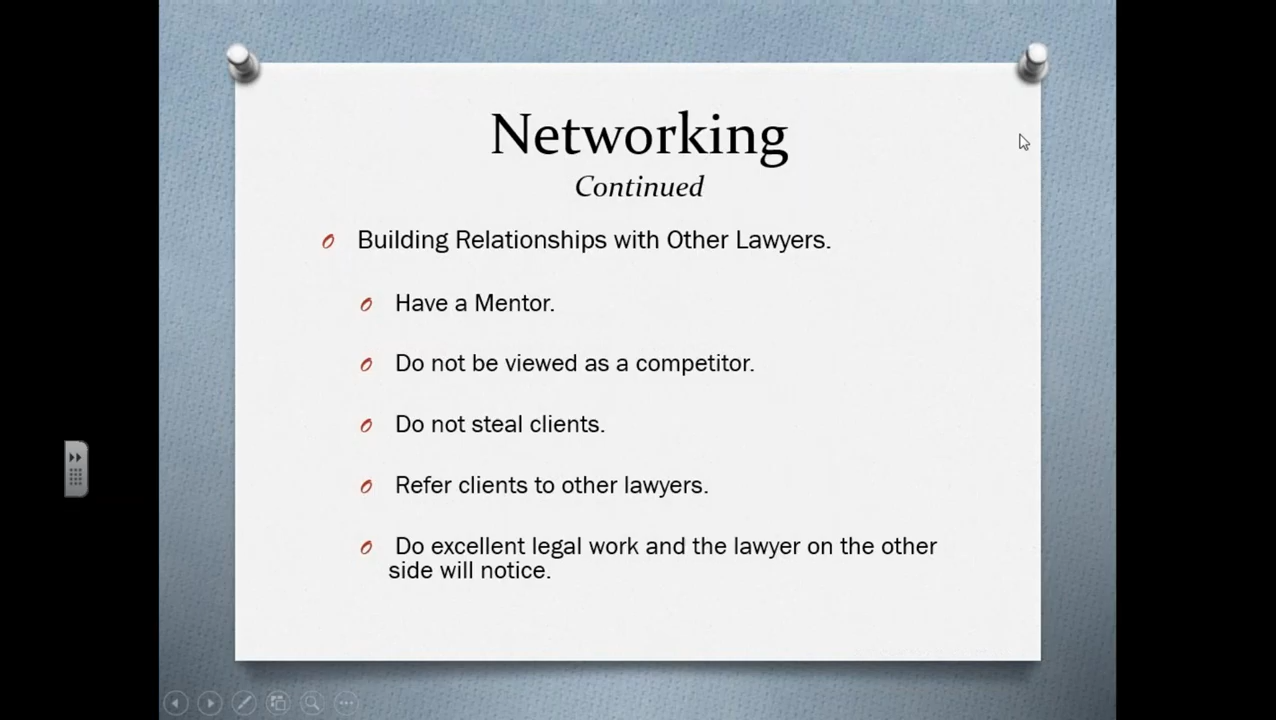 Networking
Continued
Building Relationships with Other Lawyers.
Have a Mentor.
Do not be viewed as a competitor.
Do not steal clients.
Refer clients to other lawyers.
Do excellent legal work and the lawyer on the other
side will notice.